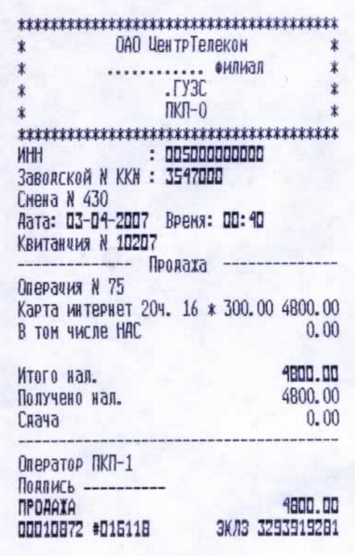 ************************************
* ОАО ЦентрТелеком *
* ............ Филиал *
* .ГУЭС *
* ПКП-0 *
************************************
ИНН : 005000000000
Заводской N ККМ : 3547000
Смена N 430
Дата: 03-04-2007 Время: 00:40
Квитанция N 10207
-------------- Продажа --------------
Операция N 75
Карта интернет 20ч. 16 * 300.00 4800.00
В том числе НДС 0.00
Итого нал. 4800.00
Получено нал. 4800.00
Сдача 0.00
---------------------------------------
Оператор ПКП-1
Подпись ----------
ПРОДАЖА 4800.00
00010872 #016118 ЭКЛЗ 3293919281